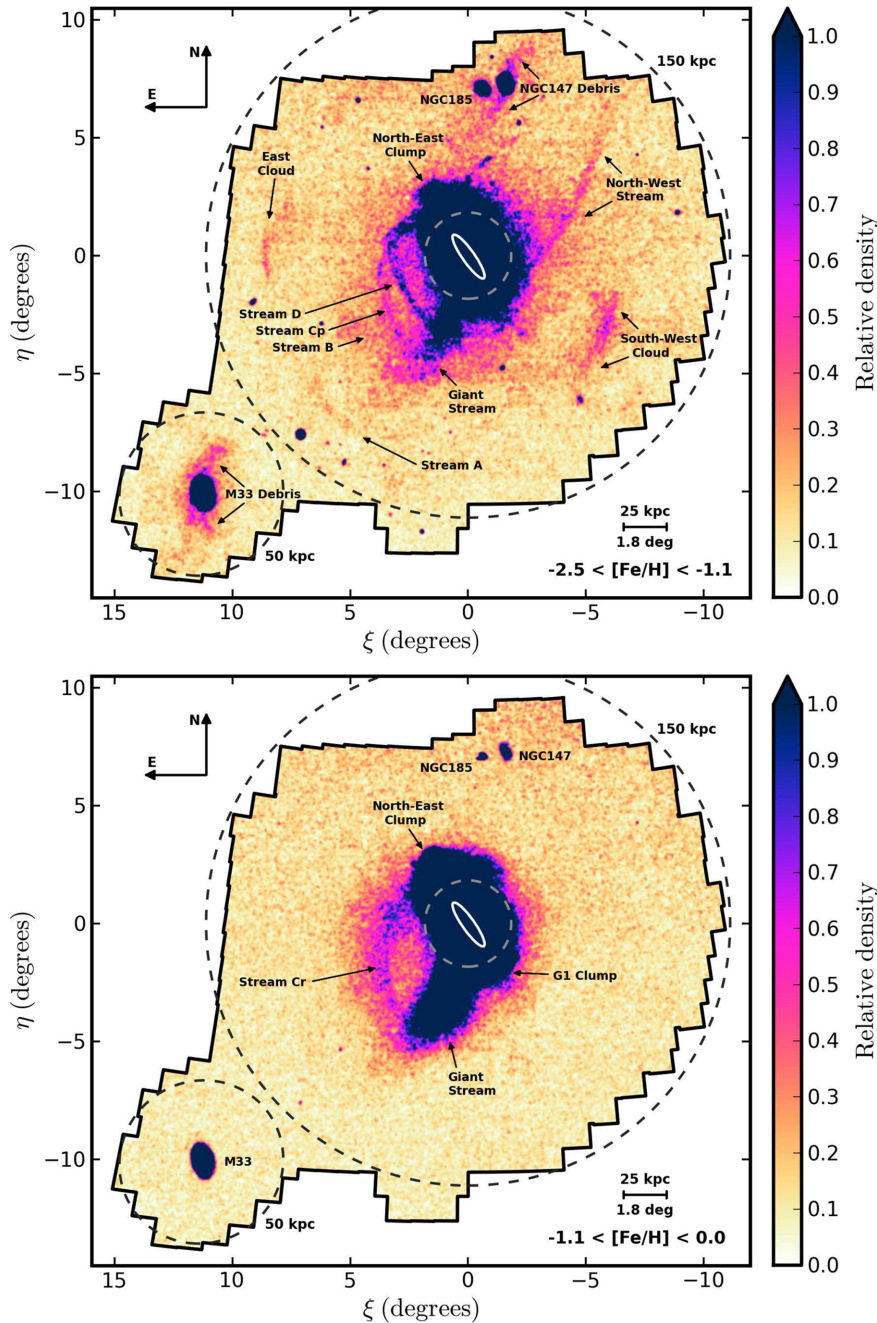 10
5
0
−5
−10
η (degrees)
N
E
150 kpc
NGC185
NGC147 Debris
North-East
Clump
East
Cloud
North-West
Stream
Stream D
Stream Cp
Stream B
South-West
Cloud
Giant
Stream
Stream A
M33 Debris
50 kpc
25 kpc
1.8 deg
-2.5 < [Fe/H] < -1.1
15
10
5
0
−5
−10
ξ (degrees)
1.0
0.9
0.8
0.7
0.6
0.5
0.4
0.3
0.2
0.1
0.0
Relative density
10
5
0
−5
−10
η (degrees)
N
E
150 kpc
NGC185
NGC147
North-East
Clump
Stream Cr
G1 Clump
Giant
Stream
M33
50 kpc
25 kpc
1.8 deg
-1.1 < [Fe/H] < 0.0
15
10
5
0
−5
−10
ξ (degrees)
1.0
0.9
0.8
0.7
0.6
0.5
0.4
0.3
0.2
0.1
0.0
Relative density